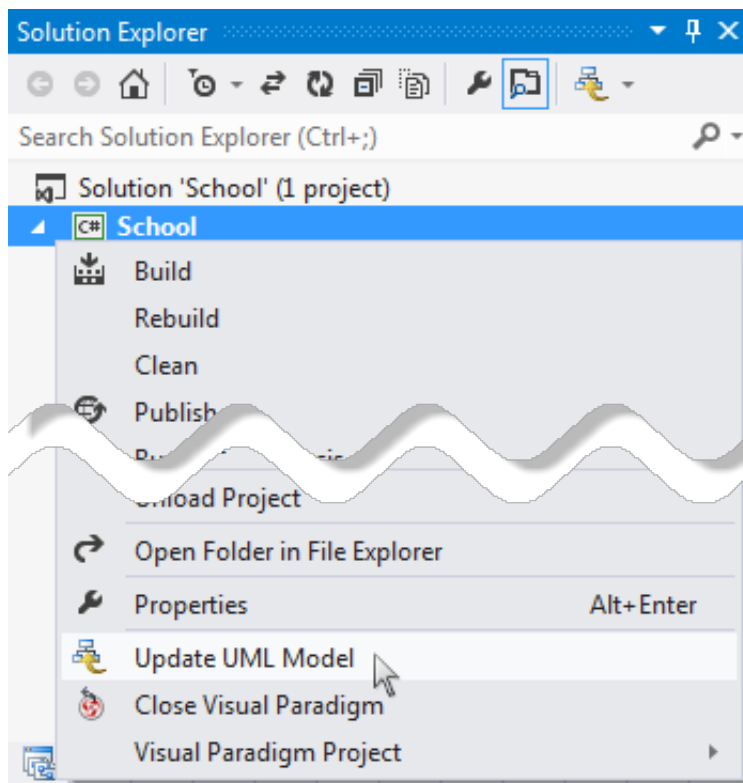 Solution Explorer
Search Solution Explorer (Ctrl+;)
Solution 'School' (1 project)
C# School
Build
Rebuild
Clean
Publish
Unload Project
Open Folder in File Explorer
Properties Alt+Enter
Update UML Model
Close Visual Paradigm
Visual Paradigm Project